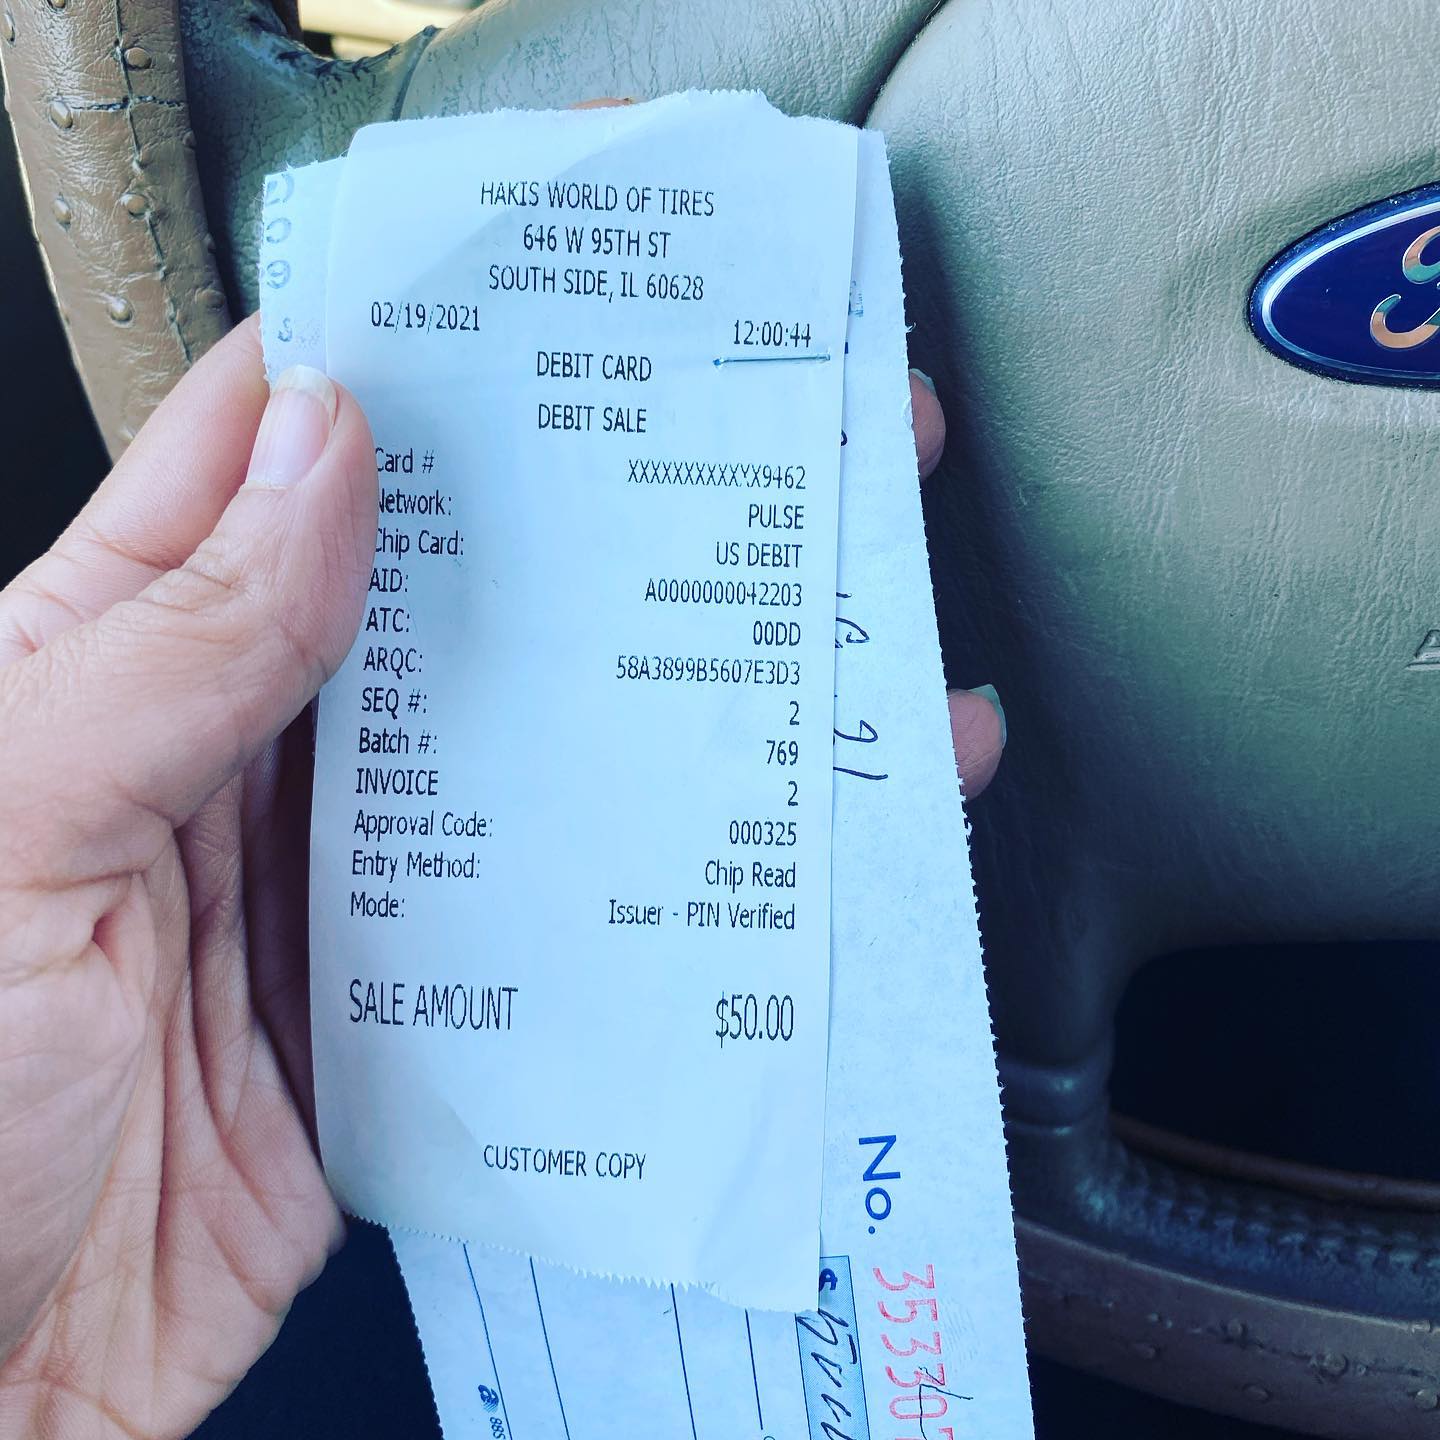 HAKIS WORLD OF TIRES
646 W 95TH ST
SOUTH SIDE, IL 60628
02/19/2021 12:00:44
DEBIT CARD
DEBIT SALE
Card # XXXXXXXXXXXX9462
Network: PULSE
Chip Card: US DEBIT
AID: A0000000042203
ATC: 00DD
ARQC: 58A3899B5607E3D3
SEQ #: 2
Batch #: 769
INVOICE 2
Approval Code: 000325
Entry Method: Chip Read
Mode: Issuer - PIN Verified
SALE AMOUNT $50.00
CUSTOMER COPY
No. 353307